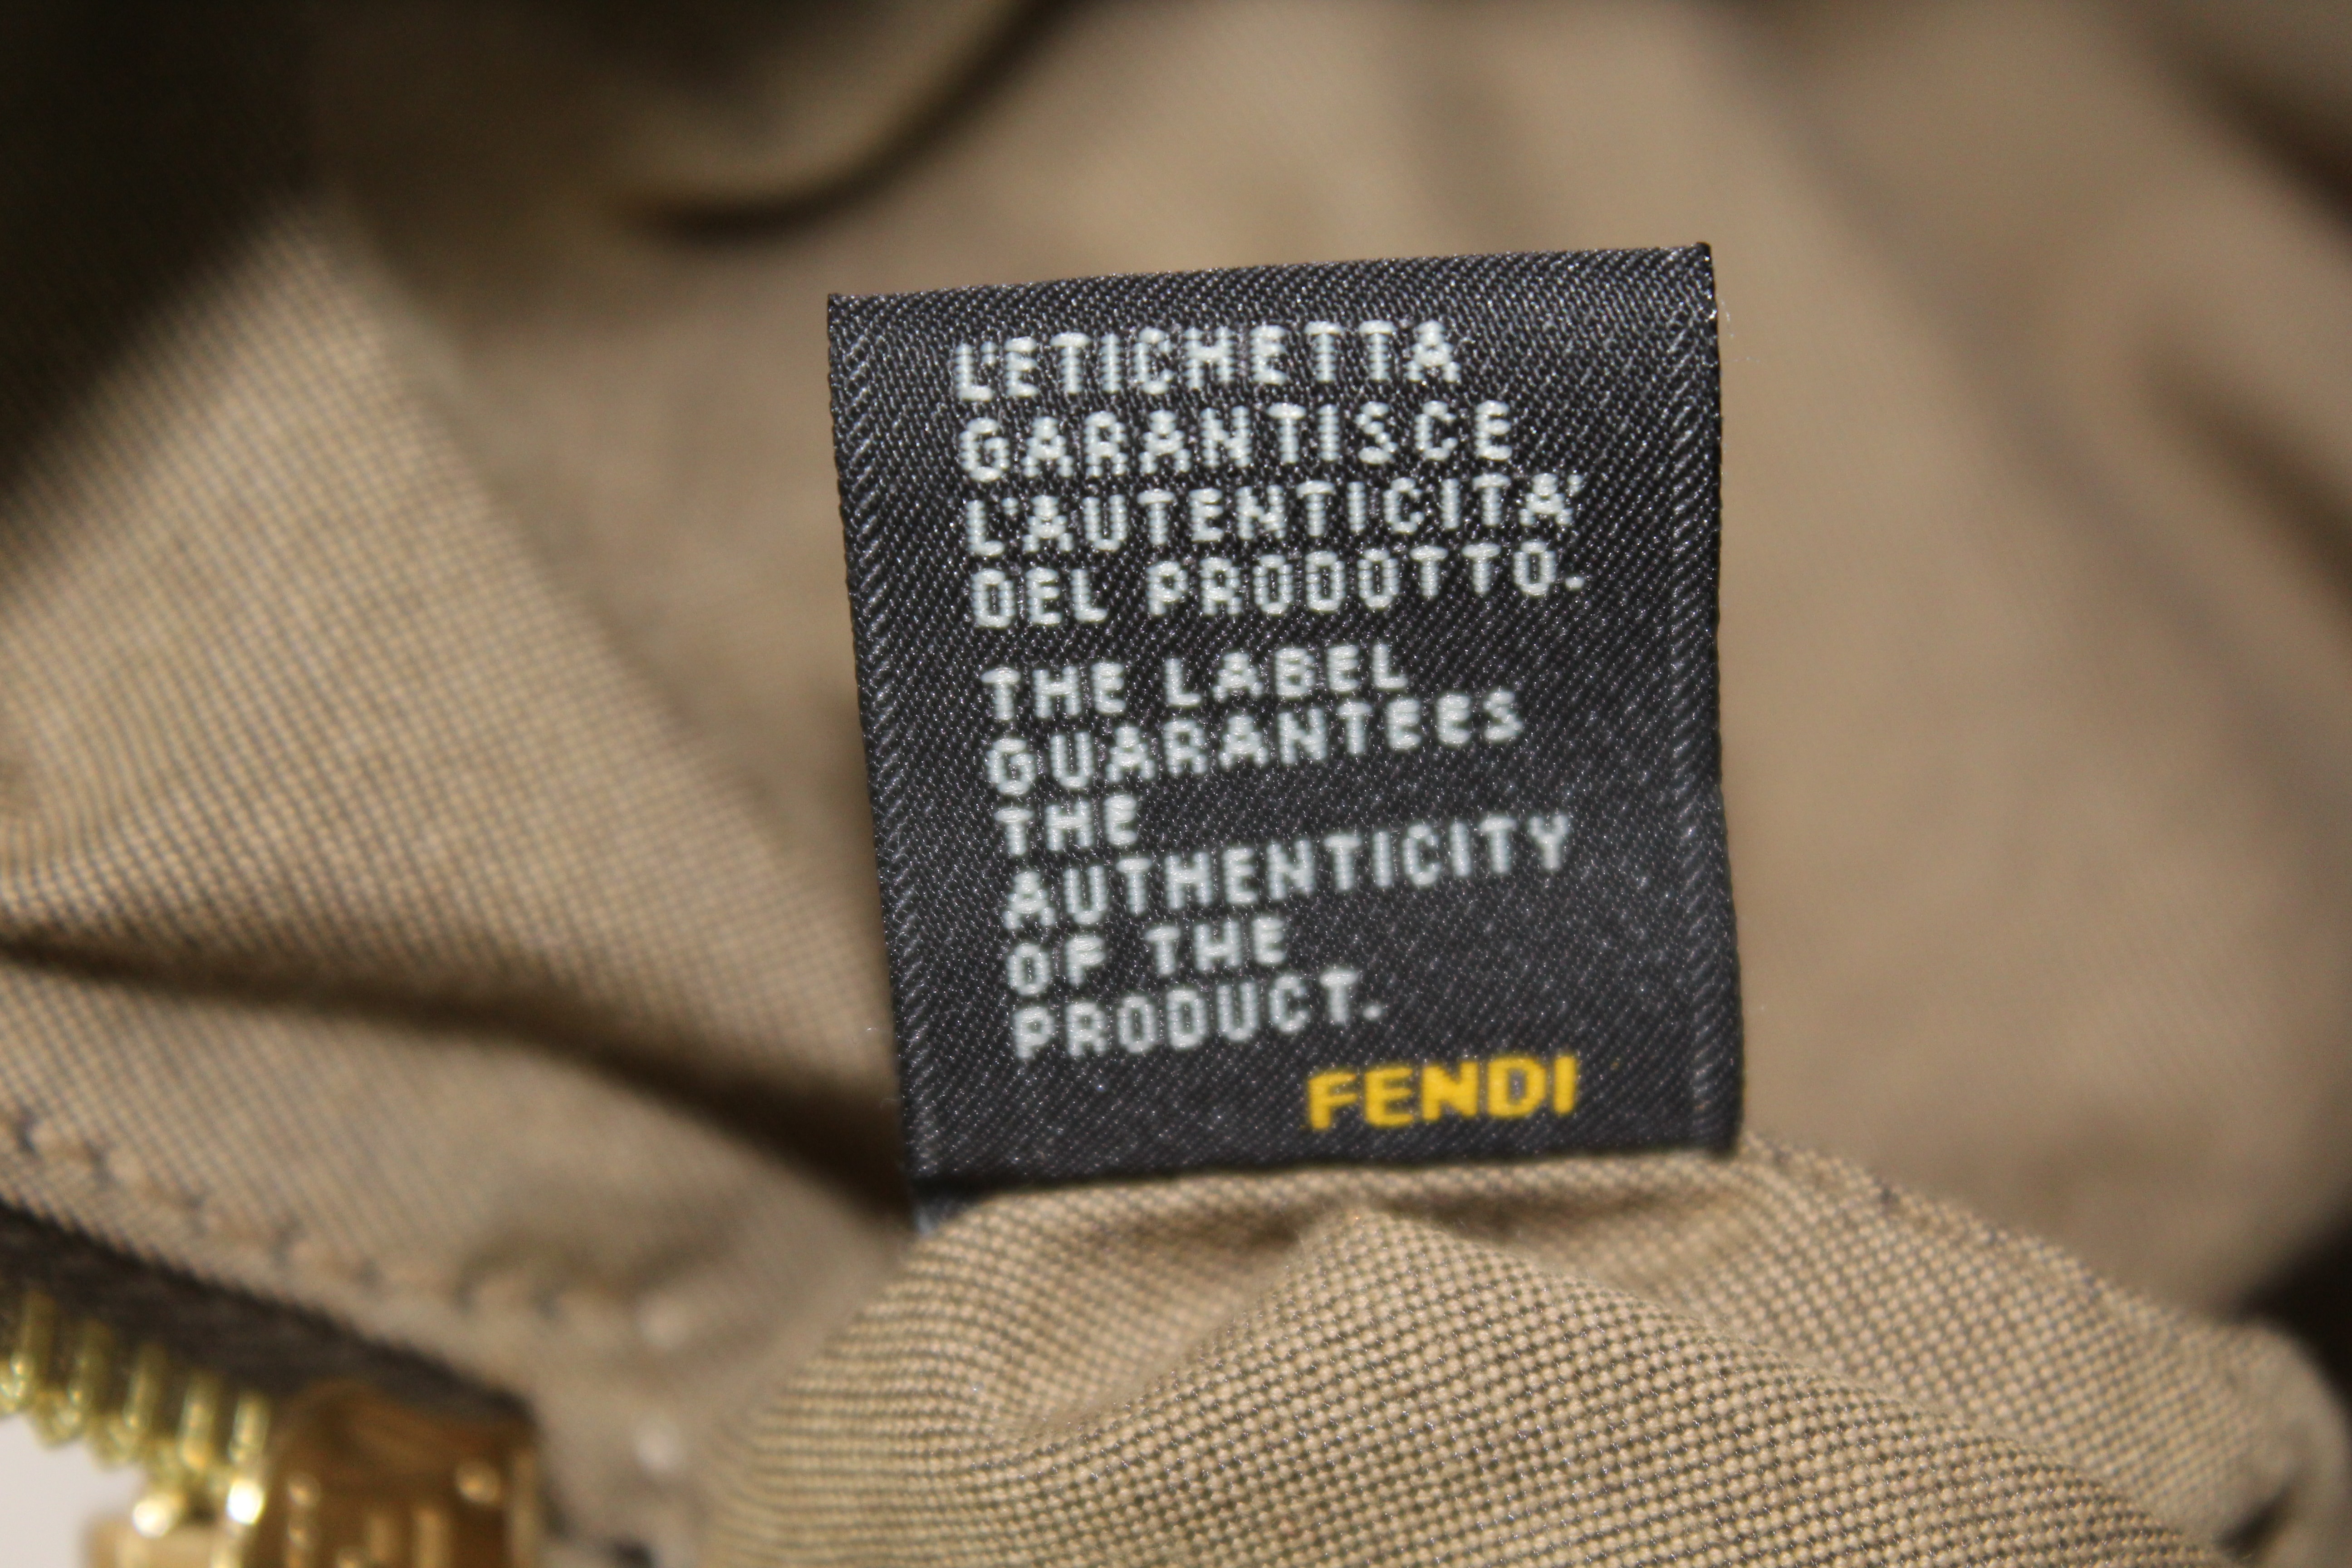 L'ETICHETTA
GARANTISCE
L'AUTENTICITA'
DEL PRODOTTO.
THE LABEL
GUARANTEES
THE
AUTHENTICITY
OF THE
PRODUCT.
FENDI